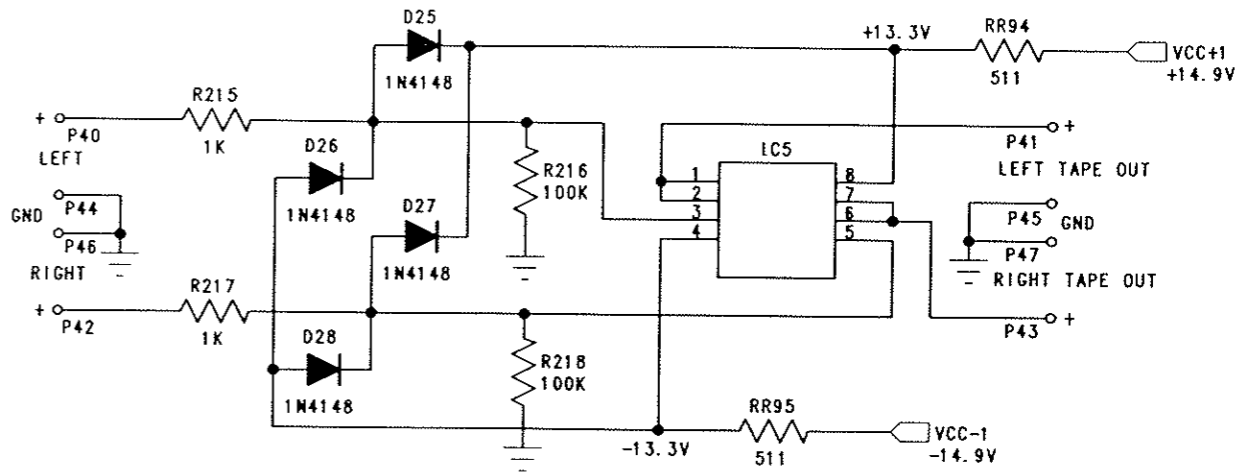 D25
1N4148
+13.3V
RR94
511
VCC+1
+14.9V
R215
1K
+
P40
LEFT
D26
1N4148
R216
100K
1
2
3
4
IC5
8
7
6
5
P41
+
LEFT TAPE OUT
GND
P44
P46
RIGHT
D27
1N4148
P45
GND
P47
RIGHT TAPE OUT
R217
1K
+
P42
D28
1N4148
R218
100K
P43
+
-13.3V
RR95
511
VCC-1
-14.9V